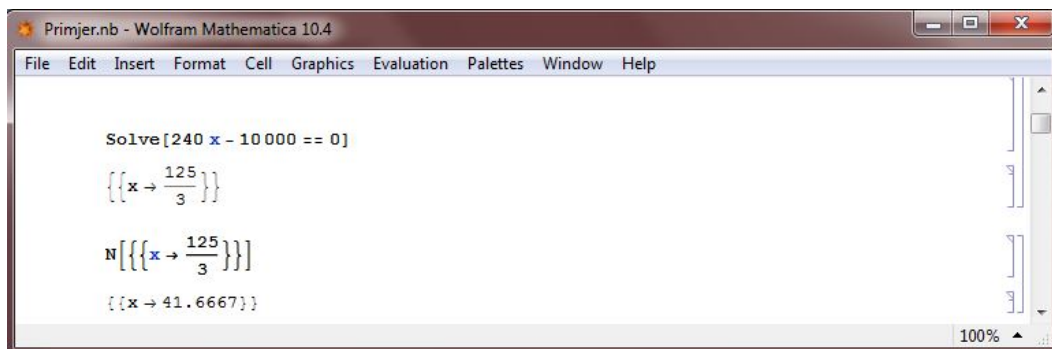 Primjer.nb - Wolfram Mathematica 10.4
File Edit Insert Format Cell Graphics Evaluation Palettes Window Help
Solve[240 x - 10 000 == 0]
{{x → 125/3}}
N[{{{x → 125/3}}}]
{{x → 41.6667}}
100%